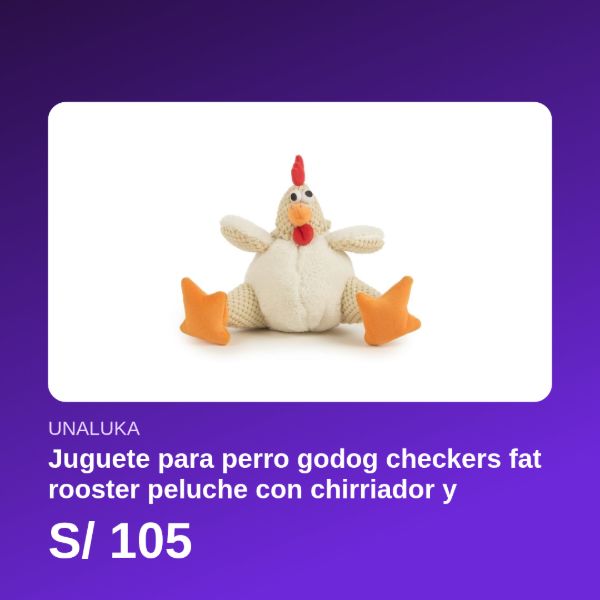 UNALUKA
Juguete para perro godog checkers fat
rooster peluche con chirriador y
S/ 105